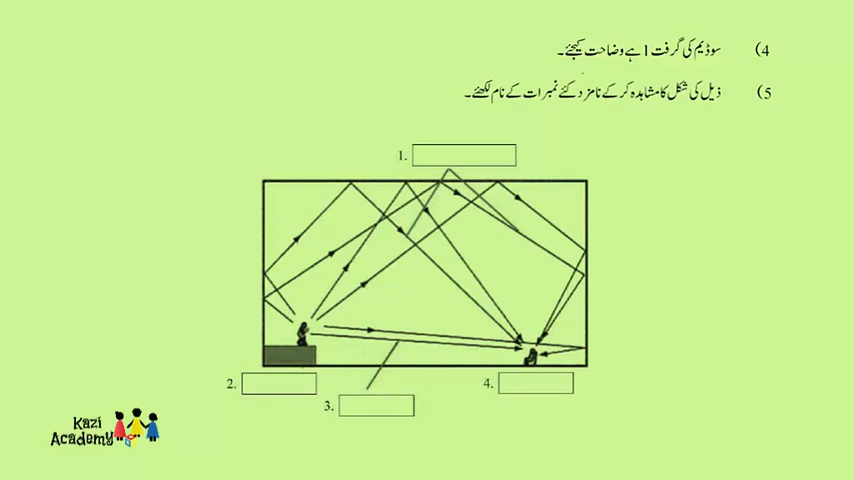 4) سوڈیم کی گرفت 1 ہے وضاحت کیجئے۔
5) ذیل کی شکل کا مشاہدہ کر کے نامزد کئے نمبرات کے نام لکھئے۔
1.
2.
3.
4.
Kazi
Academy